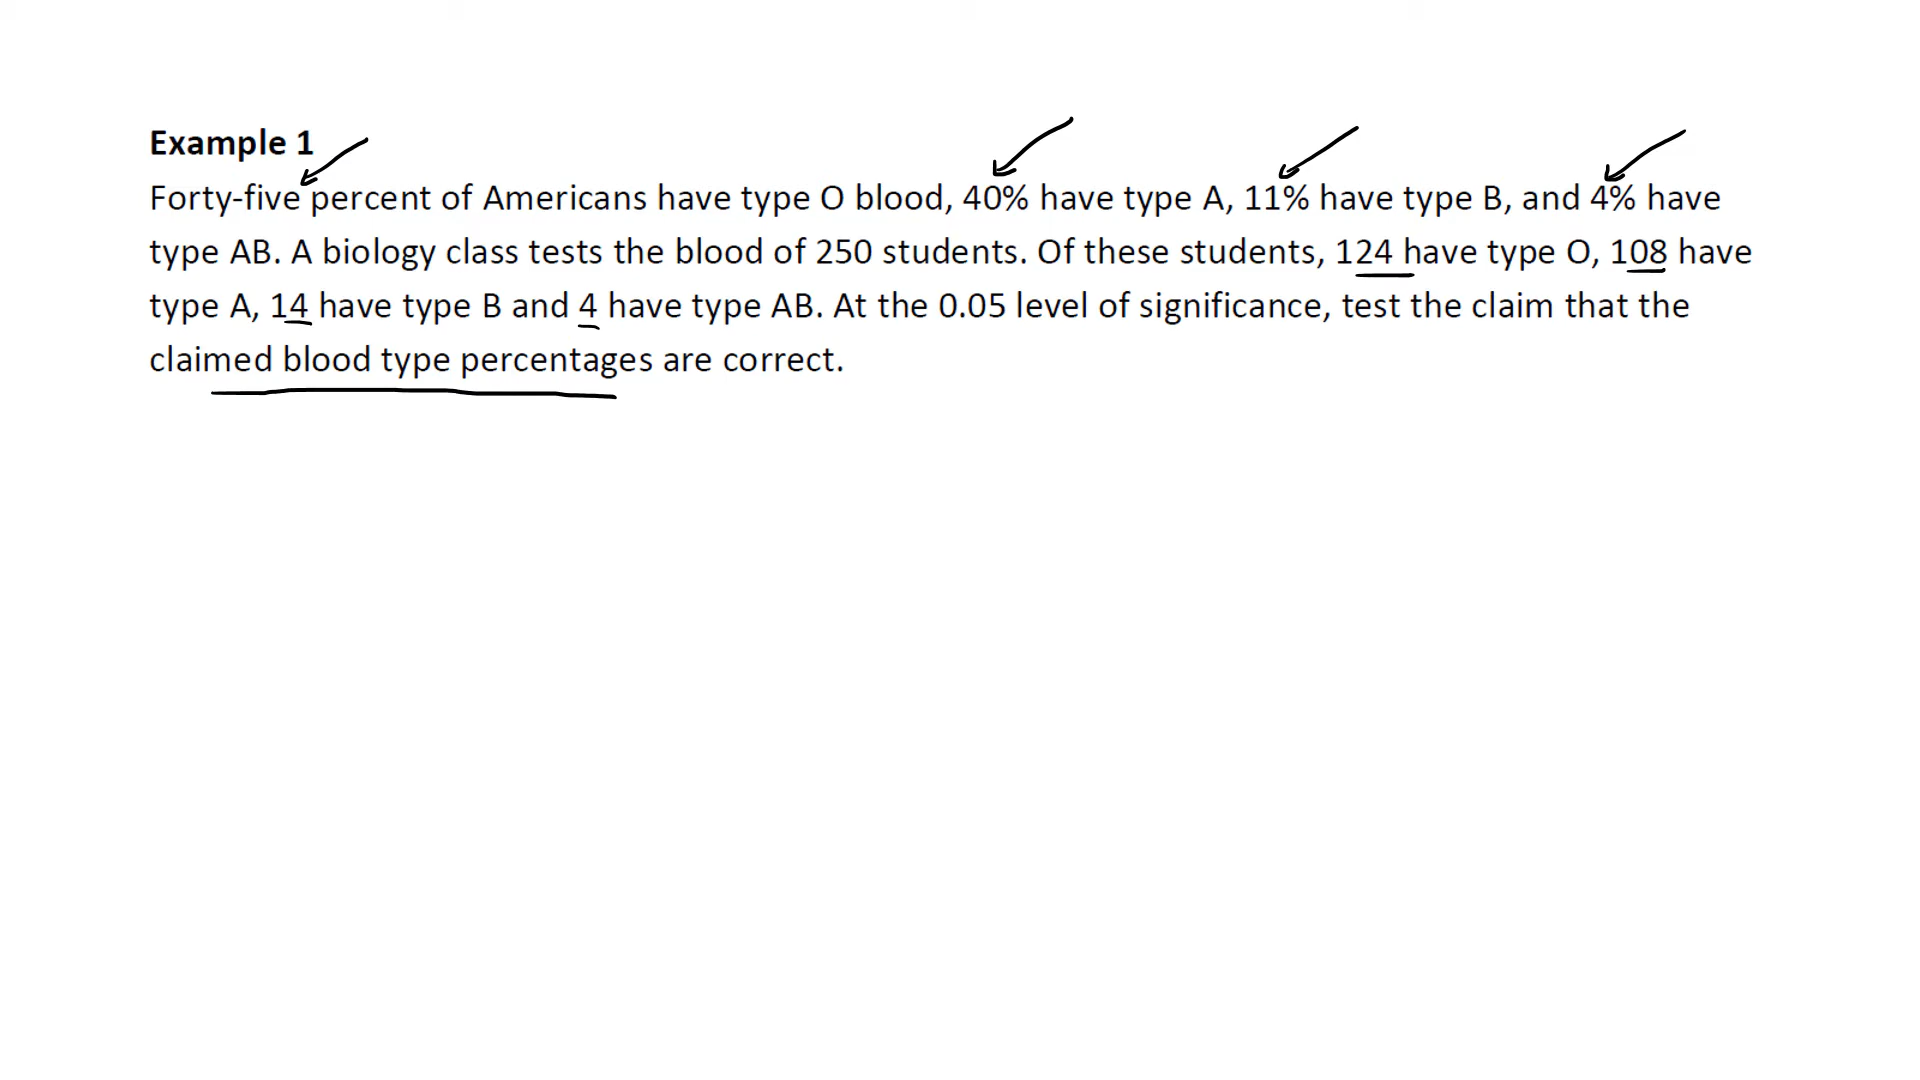 Example 1
Forty-five percent of Americans have type O blood, 40% have type A, 11% have type B, and 4% have
type AB. A biology class tests the blood of 250 students. Of these students, 124 have type O, 108 have
type A, 14 have type B and 4 have type AB. At the 0.05 level of significance, test the claim that the
claimed blood type percentages are correct.